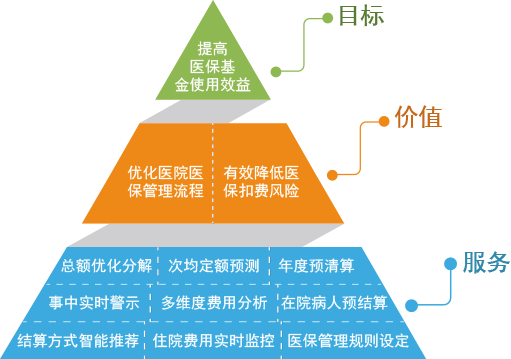 目标
提高
医保基
金使用效益
价值
优化医院医
保管理流程
有效降低医
保扣费风险
服务
总额优化分解 次均定额预测 年度预清算
事中实时警示 多维度费用分析 在院病人预结算
结算方式智能推荐 住院费用实时监控 医保管理规则设定